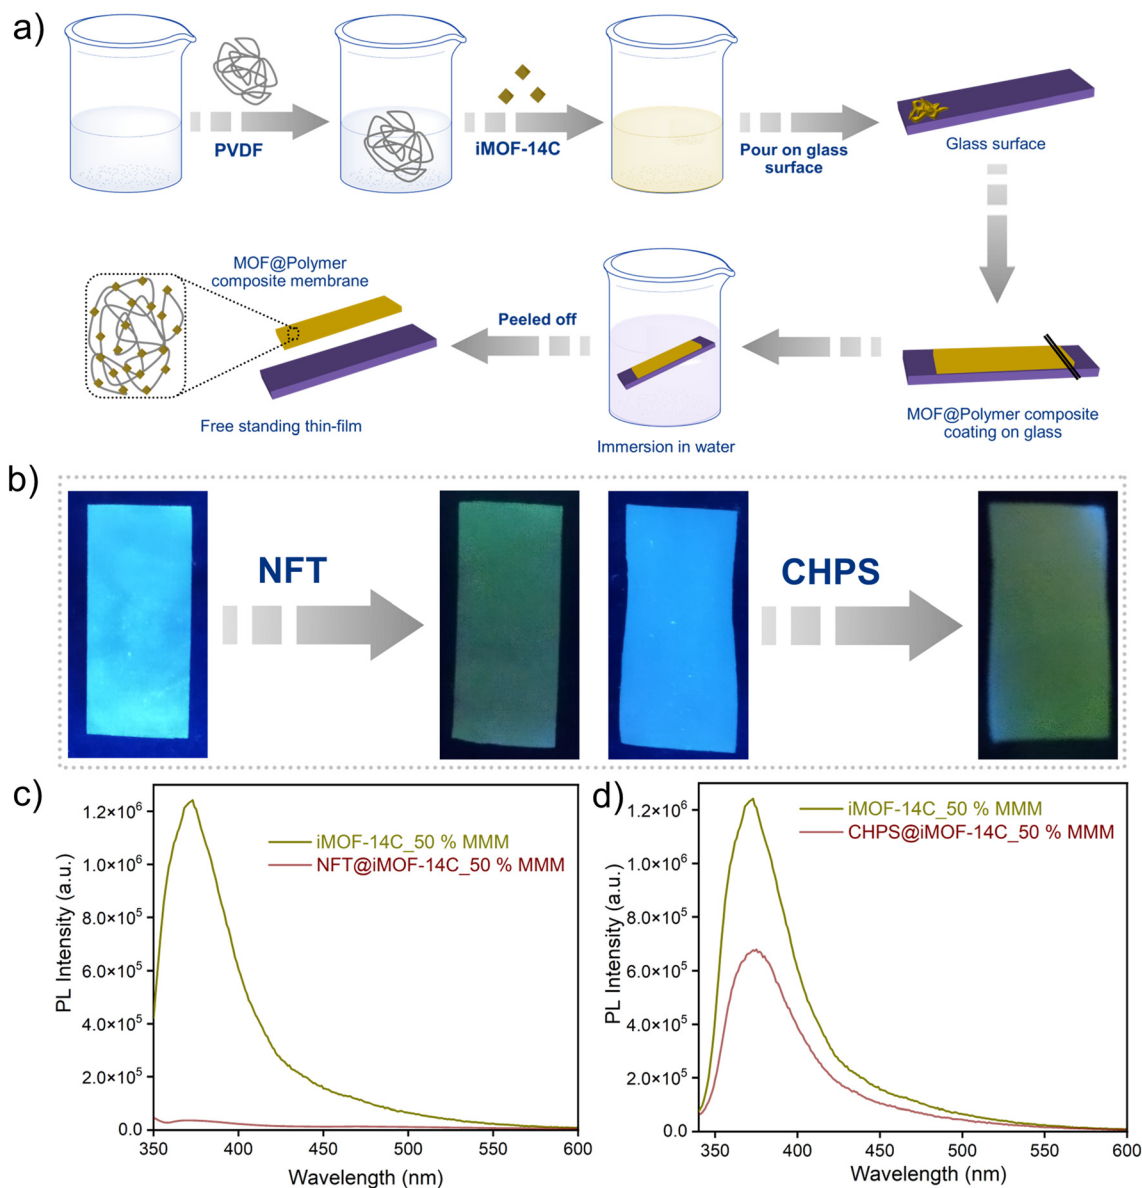 a)
PVDF
iMOF-14C
Pour on glass
surface
Glass surface
MOF@Polymer
composite membrane
Peeled off
Free standing thin-film
Immersion in water
MOF@Polymer composite
coating on glass
b)
NFT
CHPS
c)
iMOF-14C_50 % MMM
NFT@iMOF-14C_50 % MMM
PL Intensity (a.u.)
1.2×10⁶
1.0×10⁶
8.0×10⁵
6.0×10⁵
4.0×10⁵
2.0×10⁵
0.0
350 400 450 500 550 600
Wavelength (nm)
d)
iMOF-14C_50 % MMM
CHPS@iMOF-14C_50 % MMM
PL Intensity (a.u.)
1.2×10⁶
1.0×10⁶
8.0×10⁵
6.0×10⁵
4.0×10⁵
2.0×10⁵
0.0
350 400 450 500 550 600
Wavelength (nm)